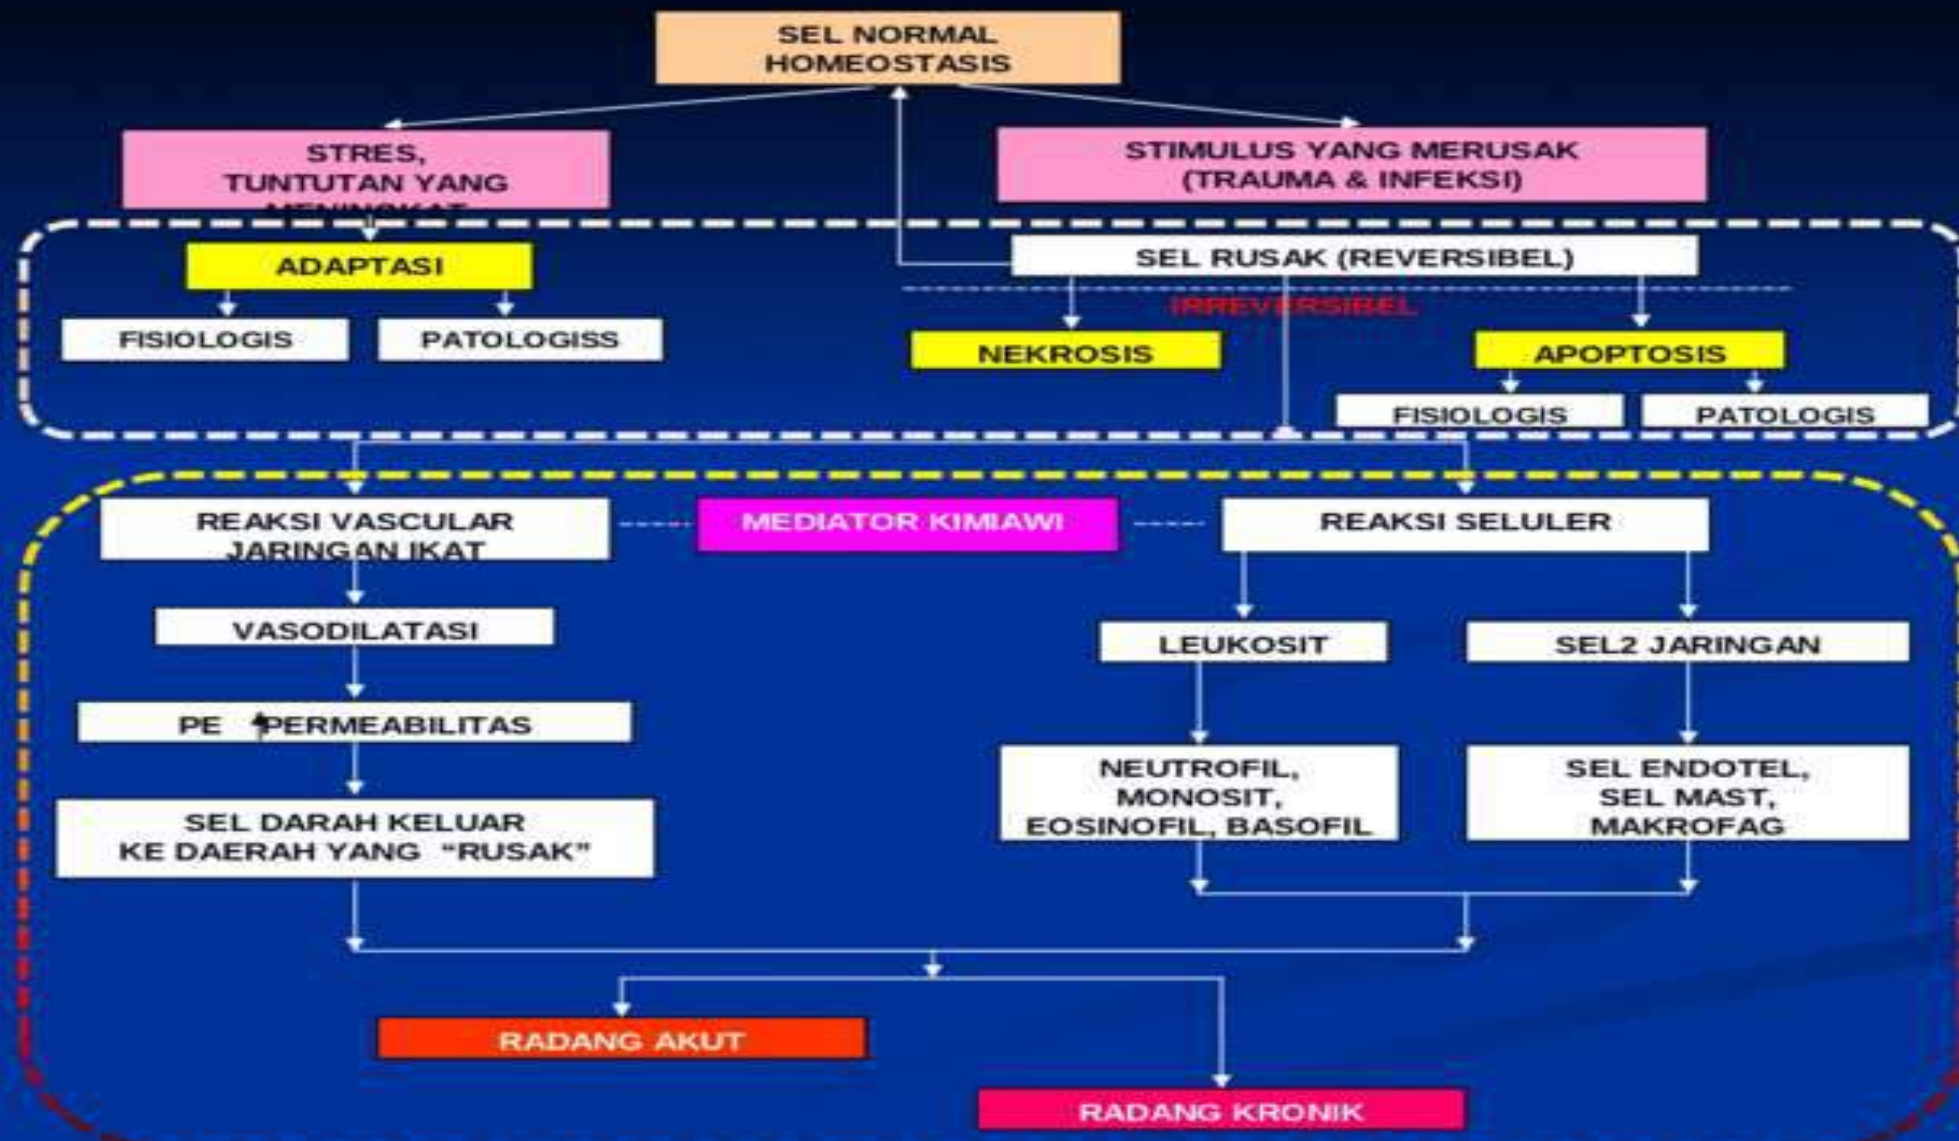 SEL NORMAL
HOMEOSTASIS
STRES,
TUNTUTAN YANG
MENINGKAT
STIMULUS YANG MERUSAK
(TRAUMA & INFEKSI)
ADAPTASI
SEL RUSAK (REVERSIBEL)
IRREVERSIBEL
FISIOLOGIS
PATOLOGISS
NEKROSIS
APOPTOSIS
FISIOLOGIS
PATOLOGIS
REAKSI VASCULAR
JARINGAN IKAT
MEDIATOR KIMIAWI
REAKSI SELULER
VASODILATASI
LEUKOSIT
SEL2 JARINGAN
PE PERMEABILITAS
NEUTROFIL,
MONOSIT,
EOSINOFIL, BASOFIL
SEL ENDOTEL,
SEL MAST,
MAKROFAG
SEL DARAH KELUAR
KE DAERAH YANG “RUSAK”
RADANG AKUT
RADANG KRONIK